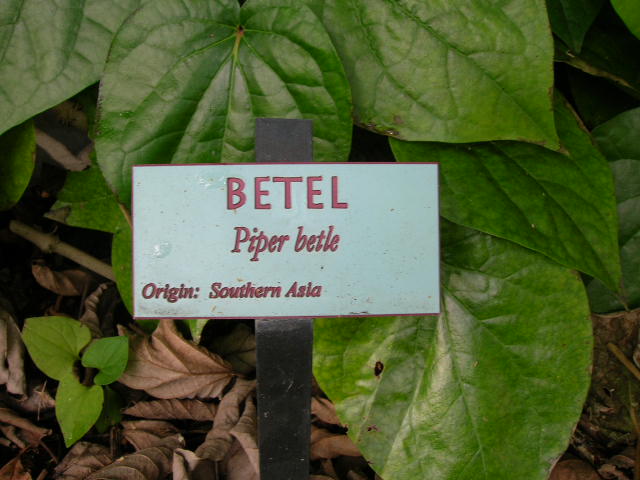 BETEL
Piper betle
Origin: Southern Asia